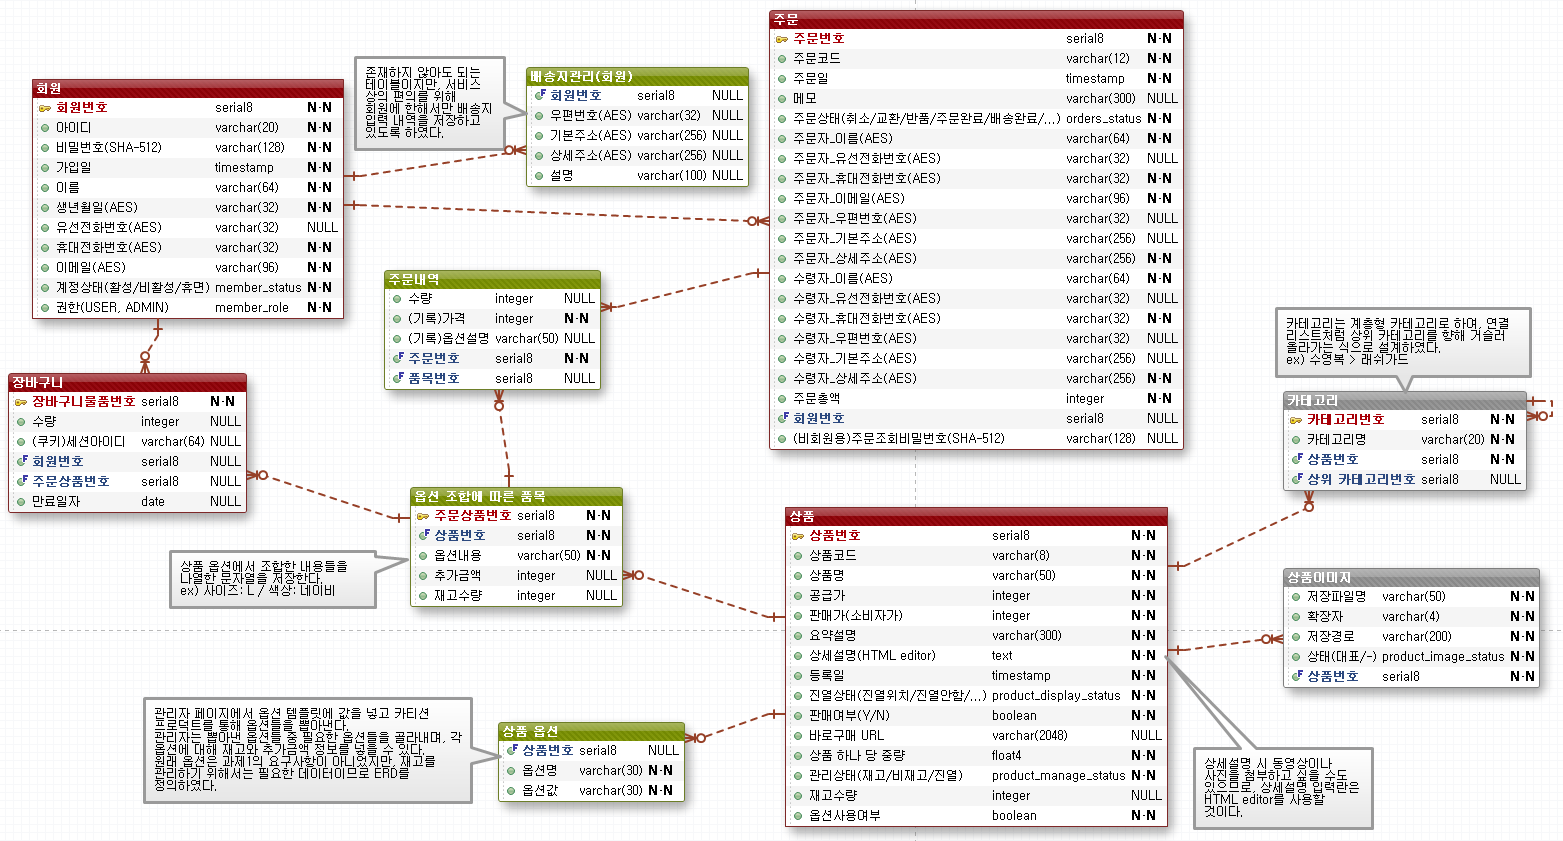 회원
회원번호 serial8 N-N
아이디 varchar(20) N-N
비밀번호(SHA-512) varchar(128) N-N
가입일 timestamp N-N
이름 varchar(64) N-N
생년월일(AES) varchar(32) N-N
유선전화번호(AES) varchar(32) NULL
휴대전화번호(AES) varchar(32) N-N
이메일(AES) varchar(96) N-N
계정상태(활성/비활성/휴면) member_status N-N
권한(USER, ADMIN) member_role N-N
존재하지 않아도 되는
테이블이지만, 서비스
상의 편의를 위해
회원에 한해서만 배송지
입력 내역을 저장하고
있도록 하였다.
배송지관리(회원)
회원번호 serial8 NULL
우편번호(AES) varchar(32) NULL
기본주소(AES) varchar(256) NULL
상세주소(AES) varchar(256) NULL
설명 varchar(100) NULL
주문
주문번호 serial8 N-N
주문코드 varchar(12) N-N
주문일 timestamp N-N
메모 varchar(300) NULL
주문상태(취소/교환/반품/주문완료/배송완료/...) orders_status N-N
주문자_이름(AES) varchar(64) N-N
주문자_유선전화번호(AES) varchar(32) NULL
주문자_휴대전화번호(AES) varchar(32) N-N
주문자_이메일(AES) varchar(96) N-N
주문자_우편번호(AES) varchar(32) NULL
주문자_기본주소(AES) varchar(256) N-N
주문자_상세주소(AES) varchar(256) N-N
수령자_이름(AES) varchar(64) N-N
수령자_유선전화번호(AES) varchar(32) NULL
수령자_휴대전화번호(AES) varchar(32) N-N
수령자_우편번호(AES) varchar(32) NULL
수령자_기본주소(AES) varchar(256) NULL
수령자_상세주소(AES) varchar(256) N-N
주문총액 integer N-N
회원번호 serial8 NULL
(비회원용)주문조회비밀번호(SHA-512) varchar(128) NULL
주문내역
수량 integer NULL
(기록)가격 integer N-N
(기록)옵션설명 varchar(50) NULL
주문번호 serial8 N-N
품목번호 serial8 NULL
카테고리는 계층형 카테고리로 하며, 연결
리스트처럼 상위 카테고리를 향해 거슬러
올라가는 식으로 설계하였다.
ex) 수영복 > 래쉬가드
카테고리
카테고리번호 serial8 N-N
카테고리명 varchar(20) N-N
상품번호 serial8 N-N
상위 카테고리번호 serial8 NULL
장바구니
장바구니물품번호 serial8 N-N
수량 integer NULL
(쿠키)세션아이디 varchar(64) NULL
회원번호 serial8 NULL
주문상품번호 serial8 NULL
만료일자 date NULL
옵션 조합에 따른 품목
주문상품번호 serial8 N-N
상품번호 serial8 N-N
옵션내용 varchar(50) N-N
추가금액 integer NULL
재고수량 integer NULL
상품 옵션에서 조합한 내용들을
나열한 문자열을 저장한다.
ex) 사이즈: L / 색상: 네이비
상품
상품번호 serial8 N-N
상품코드 varchar(8) N-N
상품명 varchar(50) N-N
공급가 integer N-N
판매가(소비자가) integer N-N
요약설명 varchar(300) N-N
상세설명(HTML editor) text N-N
등록일 timestamp N-N
진열상태(진열위치/진열안함/...) product_display_status N-N
판매여부(Y/N) boolean N-N
바로구매 URL varchar(2048) NULL
상품 하나 당 중량 float4 N-N
관리상태(재고/비재고/진열) product_manage_status N-N
재고수량 integer NULL
옵션사용여부 boolean N-N
상품이미지
저장파일명 varchar(50) N-N
확장자 varchar(4) N-N
저장경로 varchar(200) N-N
상태(대표/-) product_image_status N-N
상품번호 serial8 N-N
관리자 페이지에서 옵션 템플릿에 값을 넣고 카티션
프로덕트를 통해 옵션들을 뽑아낸다.
관리자는 뽑아낸 옵션들 중 필요한 옵션들을 골라내며, 각
옵션에 대해 재고와 추가금액 정보를 넣을 수 있다.
원래 옵션은 과제1의 요구사항이 아니었지만, 재고를
관리하기 위해서는 필요한 데이터이므로 ERD를
정의하였다.
상품 옵션
상품번호 serial8 NULL
옵션명 varchar(30) N-N
옵션값 varchar(30) N-N
상세설명 시 동영상이나
사진을 첨부하고 싶을 수도
있으므로, 상세설명 입력란은
HTML editor를 사용할
것이다.